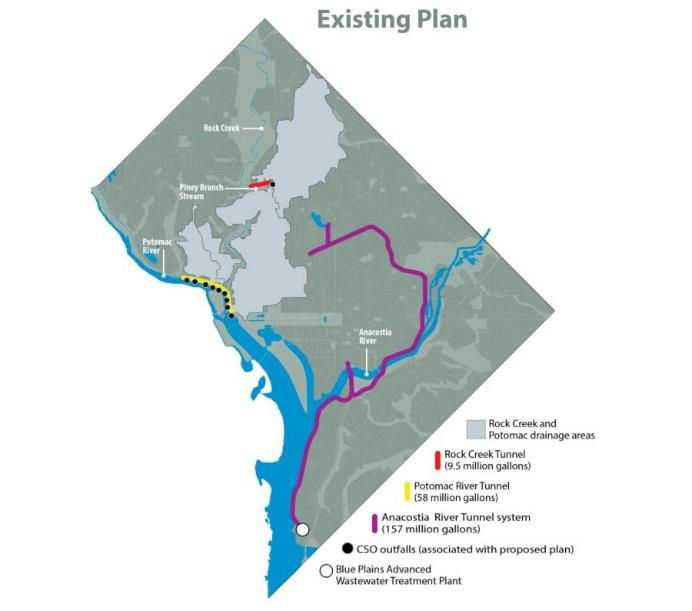 Existing Plan
Rock Creek
Piney Branch
Stream
Potomac
River
Anacostia
River
Rock Creek and
Potomac drainage areas
Rock Creek Tunnel
(9.5 million gallons)
Potomac River Tunnel
(58 million gallons)
Anacostia River Tunnel system
(157 million gallons)
CSO outfalls (associated with proposed plan)
Blue Plains Advanced
Wastewater Treatment Plant